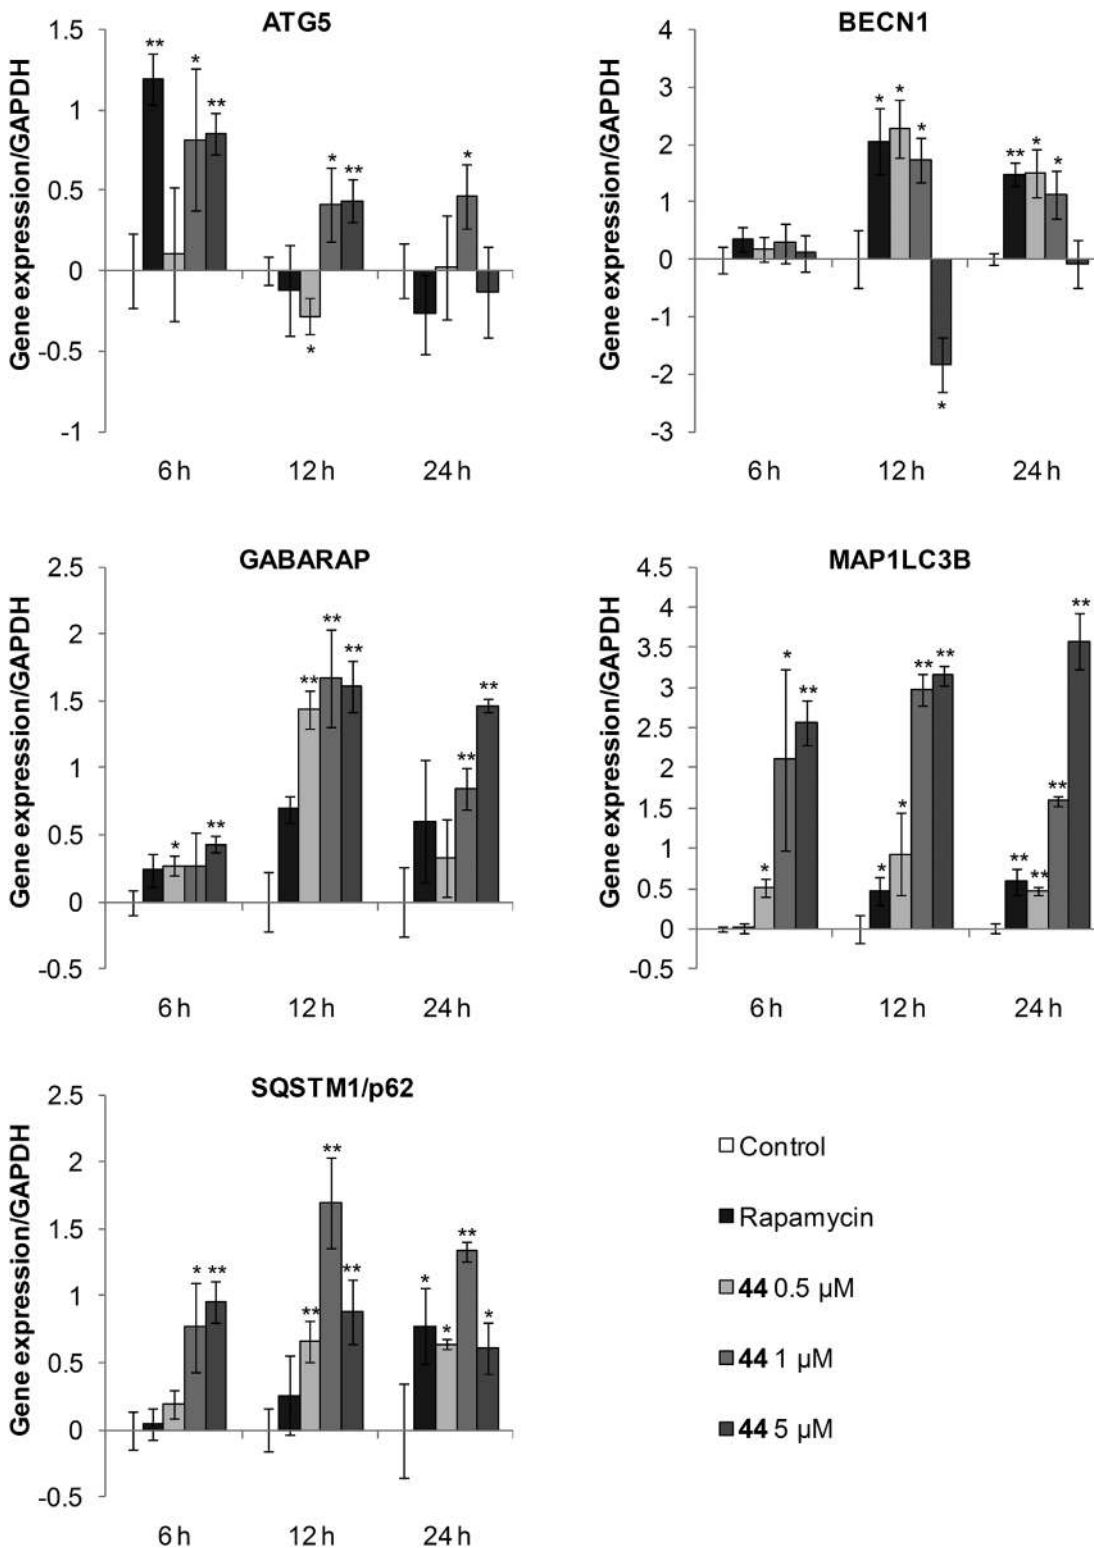 ATG5
Gene expression/GAPDH
1.5
1
0.5
0
-0.5
-1
** * **
* * **
*
6 h 12 h 24 h
BECN1
Gene expression/GAPDH
4
3
2
1
0
-1
-2
-3
* * * *
** * *
6 h 12 h 24 h
GABARAP
Gene expression/GAPDH
2.5
2
1.5
1
0.5
0
-0.5
* **
** ** **
** **
6 h 12 h 24 h
MAP1LC3B
Gene expression/GAPDH
4.5
4
3.5
3
2.5
2
1.5
1
0.5
0
-0.5
* * **
* * ** **
** ** ** **
6 h 12 h 24 h
SQSTM1/p62
Gene expression/GAPDH
2.5
2
1.5
1
0.5
0
-0.5
* **
** ** **
* * ** *
6 h 12 h 24 h
Control
Rapamycin
44 0.5 µM
44 1 µM
44 5 µM